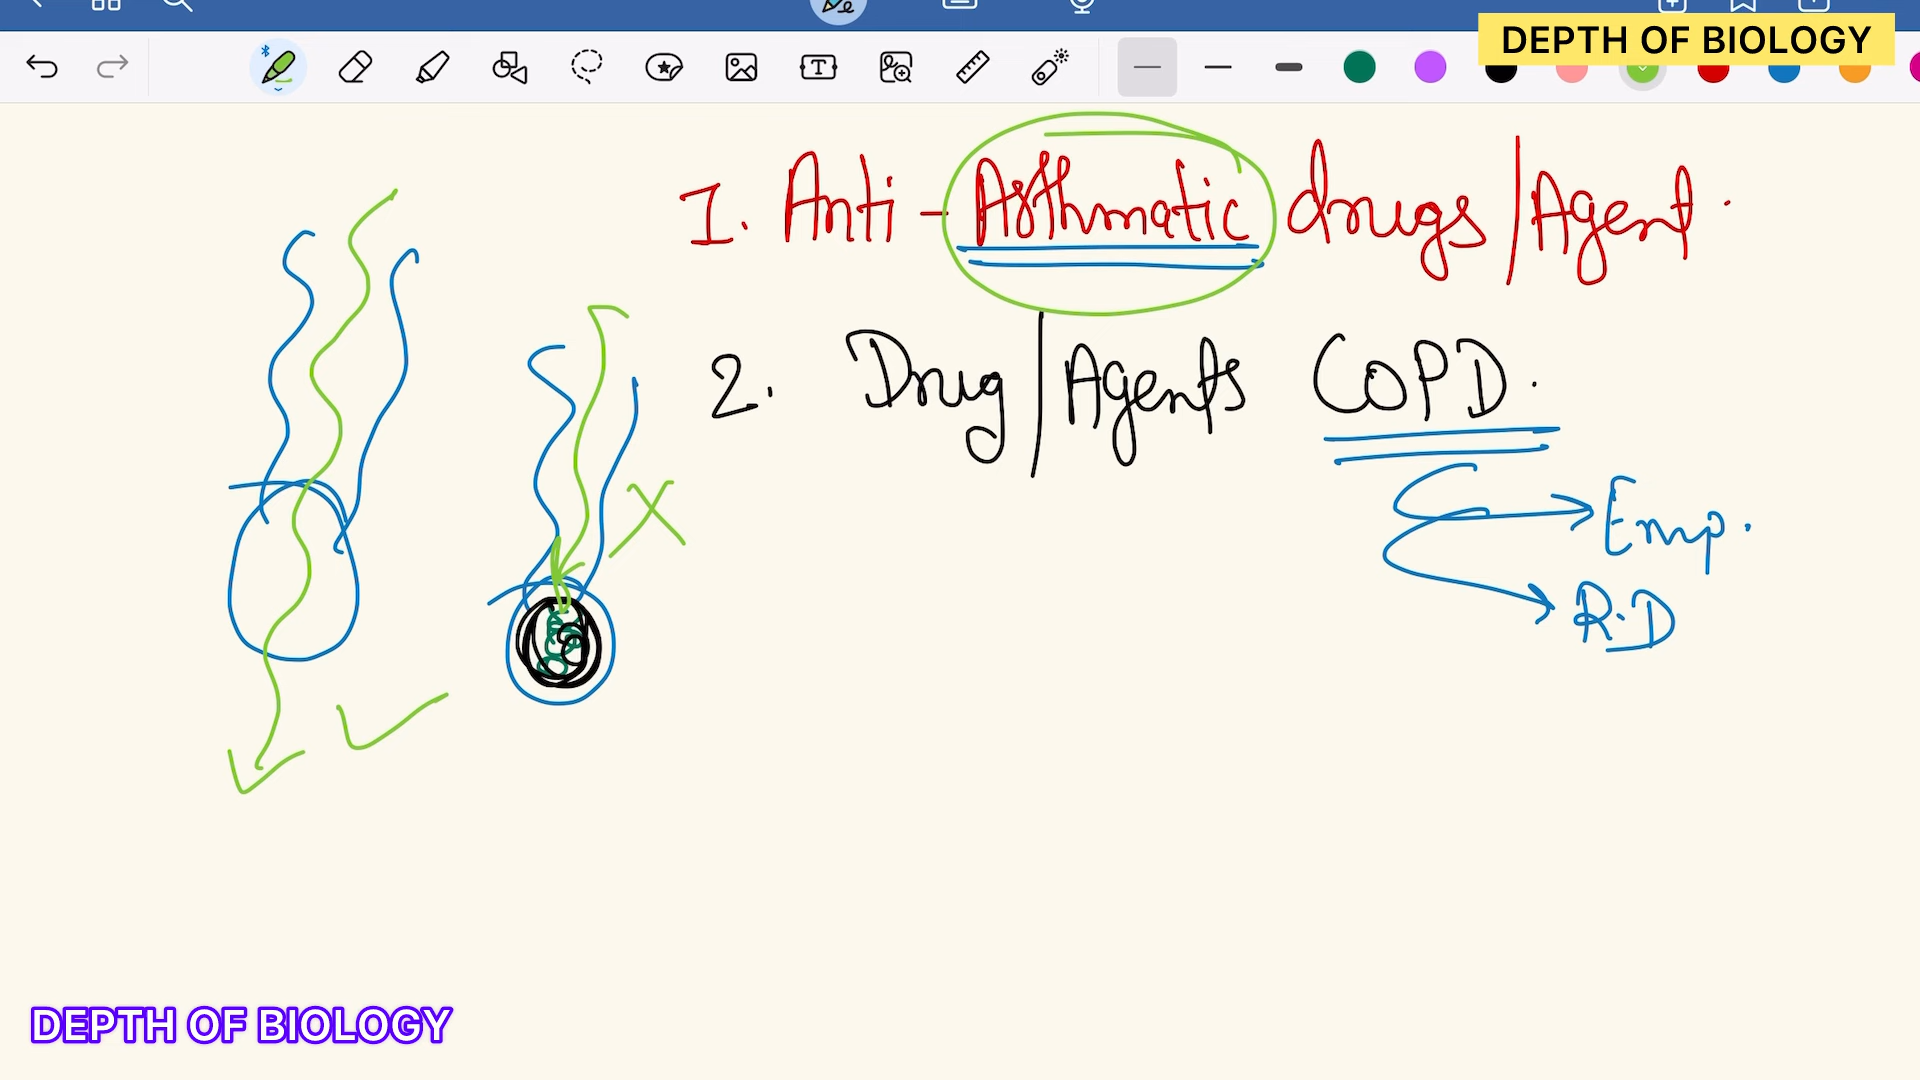 DEPTH OF BIOLOGY
1. Anti-Asthmatic drugs/Agent.
2. Drug/Agents COPD.
Emp.
R.D
DEPTH OF BIOLOGY